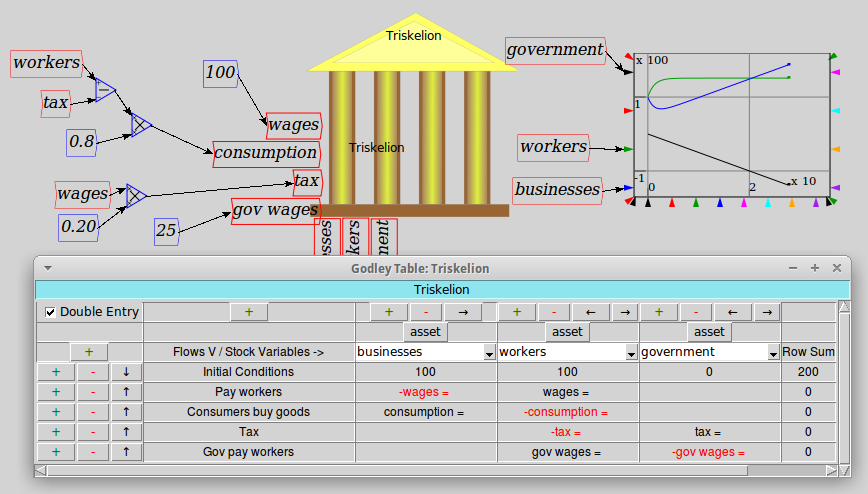 Triskelion
Triskelion
workers
tax
−
0.8
×
100
wages
consumption
wages
0.20
×
tax
25
gov wages
esses
kers
ment
government
workers
businesses
x 100
1
-1
0
2
x 10
Godley Table: Triskelion
Triskelion
Double Entry + + - → + - ← → + - ← →
asset asset asset
+ Flows V / Stock Variables -> businesses workers government Row Sum
+ - ↓ Initial Conditions 100 100 0 200
+ - ↑ Pay workers -wages = wages = 0
+ - ↑ Consumers buy goods consumption = -consumption = 0
+ - ↑ Tax -tax = tax = 0
+ - ↑ Gov pay workers gov wages = -gov wages = 0